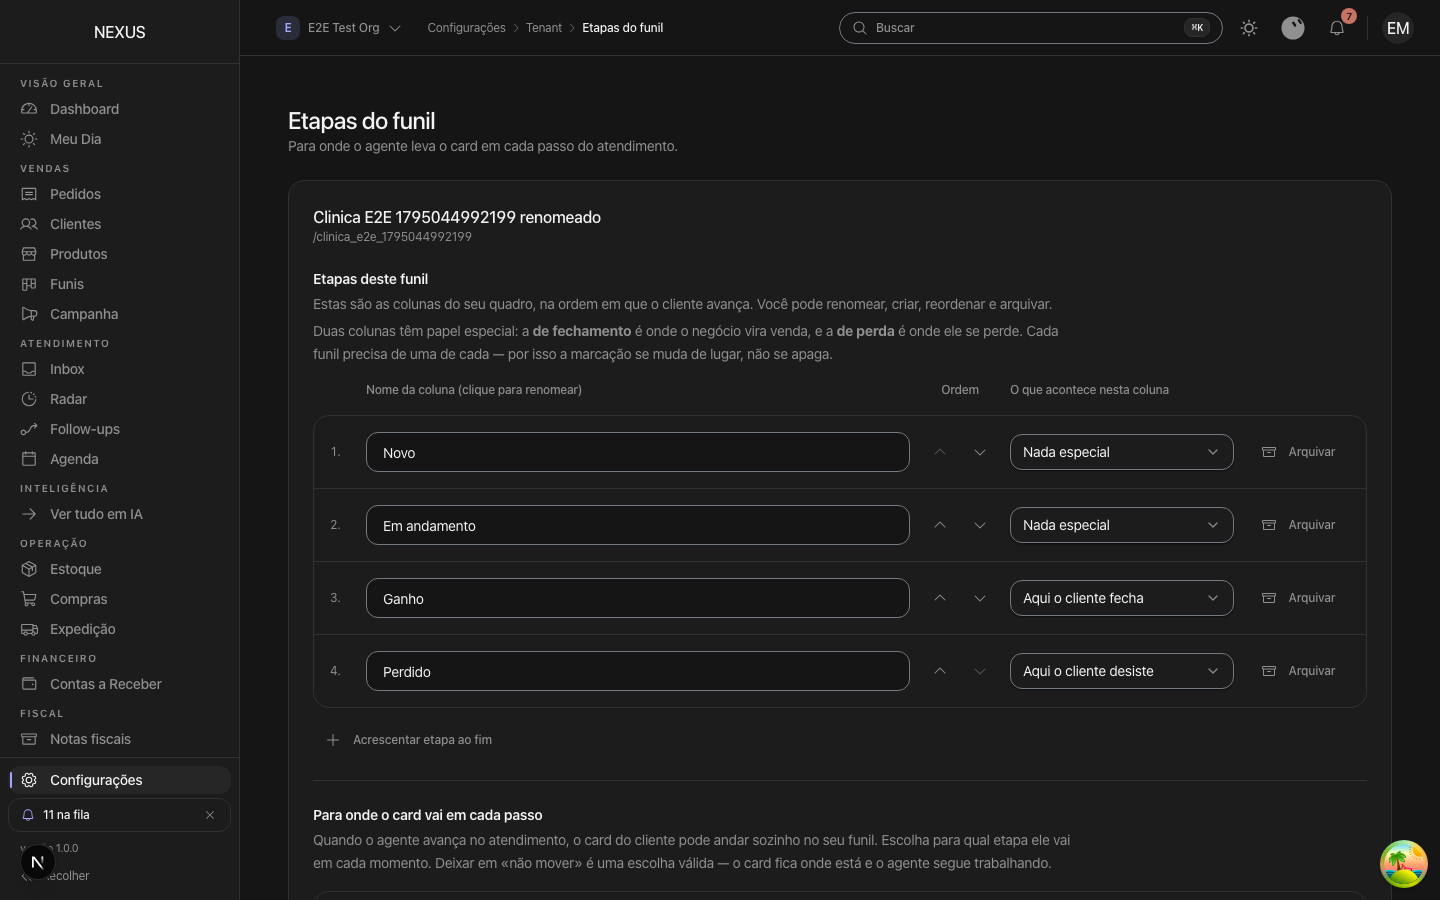 NEXUS
E
E2E Test Org
Configurações
Tenant
Etapas do funil
Buscar
⌘K
7
EM
VISÃO GERAL
Dashboard
Meu Dia
VENDAS
Pedidos
Clientes
Produtos
Funis
Campanha
ATENDIMENTO
Inbox
Radar
Follow-ups
Agenda
INTELIGÊNCIA
Ver tudo em IA
OPERAÇÃO
Estoque
Compras
Expedição
FINANCEIRO
Contas a Receber
FISCAL
Notas fiscais
Configurações
11 na fila
1.0.0
N
Etapas do funil
Para onde o agente leva o card em cada passo do atendimento.
Clinica E2E 1795044992199 renomeado
/clinica_e2e_1795044992199
Etapas deste funil
Estas são as colunas do seu quadro, na ordem em que o cliente avança. Você pode renomear, criar, reordenar e arquivar.
Duas colunas têm papel especial: a de fechamento é onde o negócio vira venda, e a de perda é onde ele se perde. Cada
funil precisa de uma de cada — por isso a marcação se muda de lugar, não se apaga.
Nome da coluna (clique para renomear)
Ordem
O que acontece nesta coluna
1.
Novo
Nada especial
Arquivar
2.
Em andamento
Nada especial
Arquivar
3.
Ganho
Aqui o cliente fecha
Arquivar
4.
Perdido
Aqui o cliente desiste
Arquivar
Acrescentar etapa ao fim
Para onde o card vai em cada passo
Quando o agente avança no atendimento, o card do cliente pode andar sozinho no seu funil. Escolha para qual etapa ele vai
em cada momento. Deixar em «não mover» é uma escolha válida — o card fica onde está e o agente segue trabalhando.